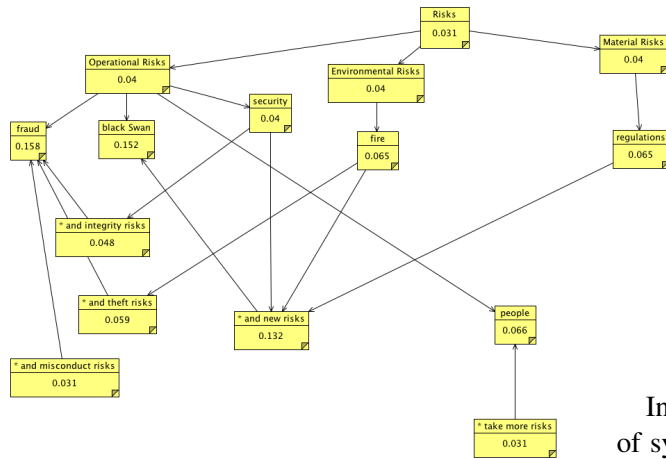 Risks
0.031
Operational Risks
0.04
Environmental Risks
0.04
Material Risks
0.04
security
0.04
fraud
0.158
black Swan
0.152
fire
0.065
regulations
0.065
* and integrity risks
0.048
* and theft risks
0.059
* and new risks
0.132
people
0.066
* and misconduct risks
0.031
* take more risks
0.031
In
of sy